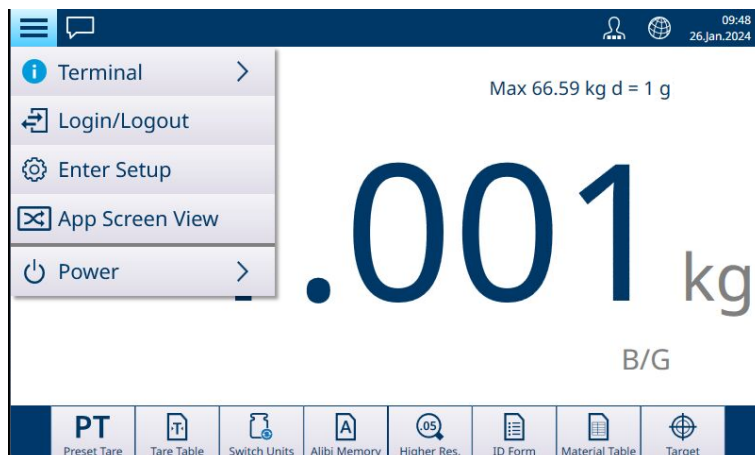 09:48
26.Jan.2024
Terminal
Login/Logout
Enter Setup
App Screen View
Power
Max 66.59 kg d = 1 g
.001 kg
B/G
PT
Preset Tare
T
Tare Table
Switch Units
A
Alibi Memory
.05
Higher Res.
ID Form
Material Table
Target